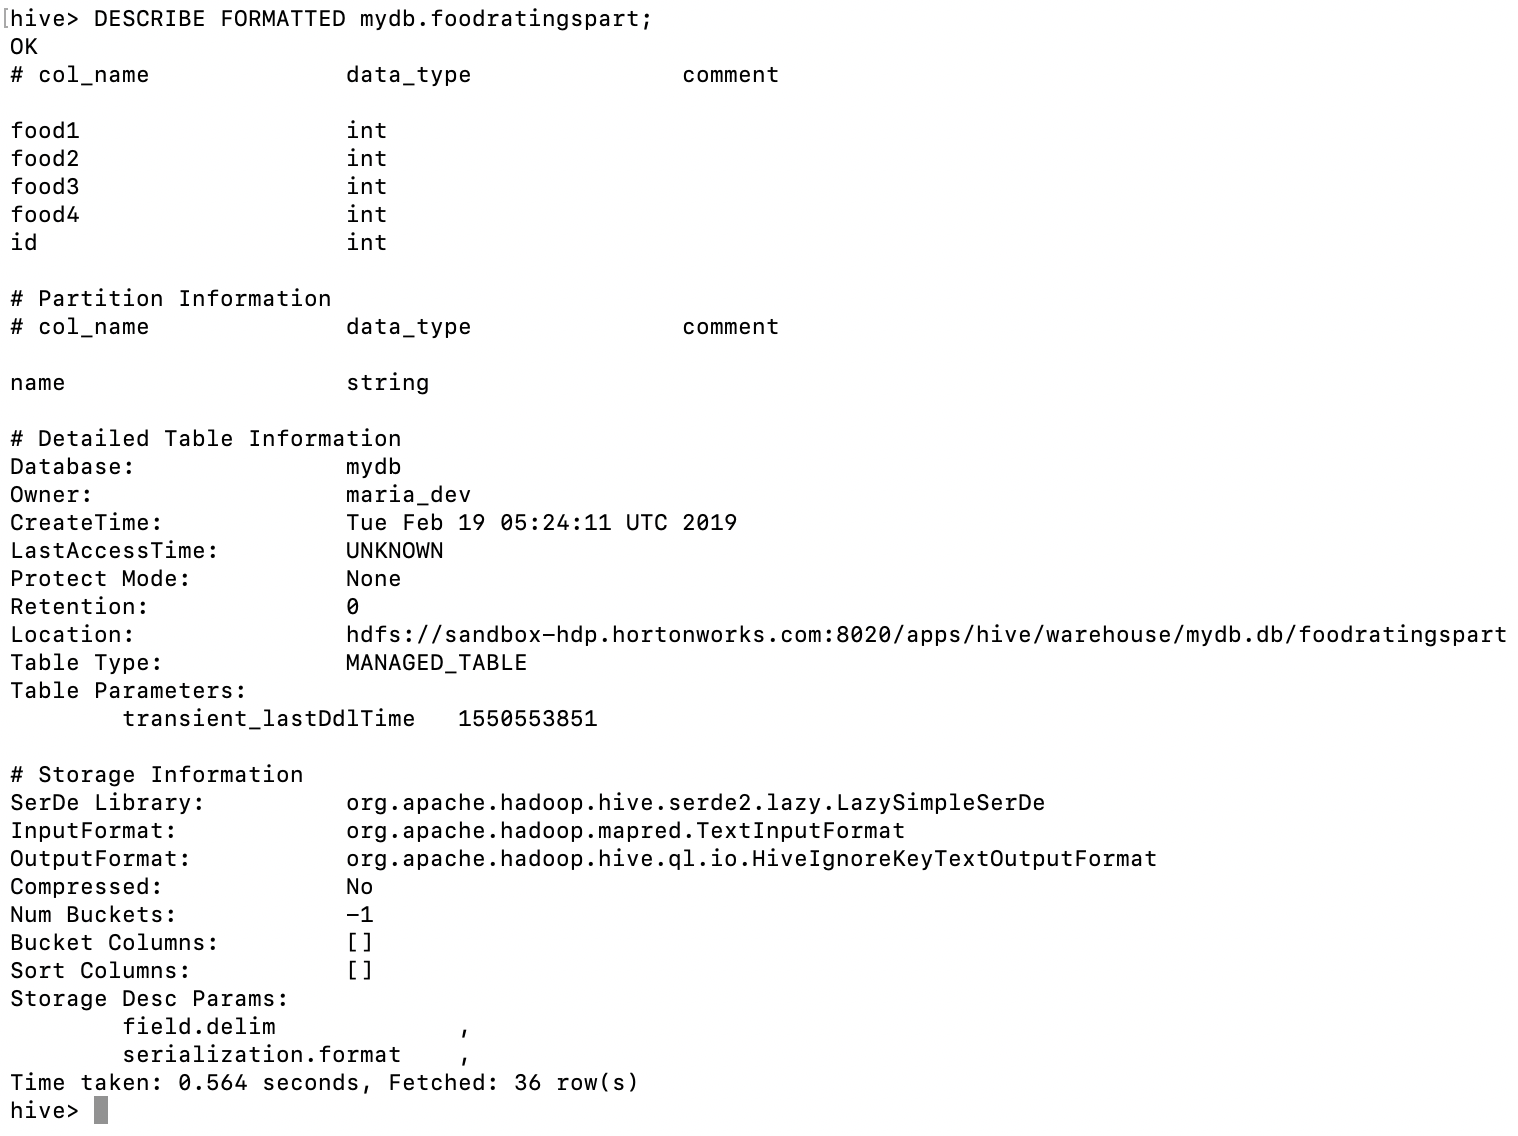 [hive> DESCRIBE FORMATTED mydb.foodratingspart;
OK
# col_name data_type comment
food1 int
food2 int
food3 int
food4 int
id int
# Partition Information
# col_name data_type comment
name string
# Detailed Table Information
Database: mydb
Owner: maria_dev
CreateTime: Tue Feb 19 05:24:11 UTC 2019
LastAccessTime: UNKNOWN
Protect Mode: None
Retention: 0
Location: hdfs://sandbox-hdp.hortonworks.com:8020/apps/hive/warehouse/mydb.db/foodratingspart
Table Type: MANAGED_TABLE
Table Parameters:
transient_lastDdlTime 1550553851
# Storage Information
SerDe Library: org.apache.hadoop.hive.serde2.lazy.LazySimpleSerDe
InputFormat: org.apache.hadoop.mapred.TextInputFormat
OutputFormat: org.apache.hadoop.hive.ql.io.HiveIgnoreKeyTextOutputFormat
Compressed: No
Num Buckets: -1
Bucket Columns: []
Sort Columns: []
Storage Desc Params:
field.delim ,
serialization.format ,
Time taken: 0.564 seconds, Fetched: 36 row(s)
hive>